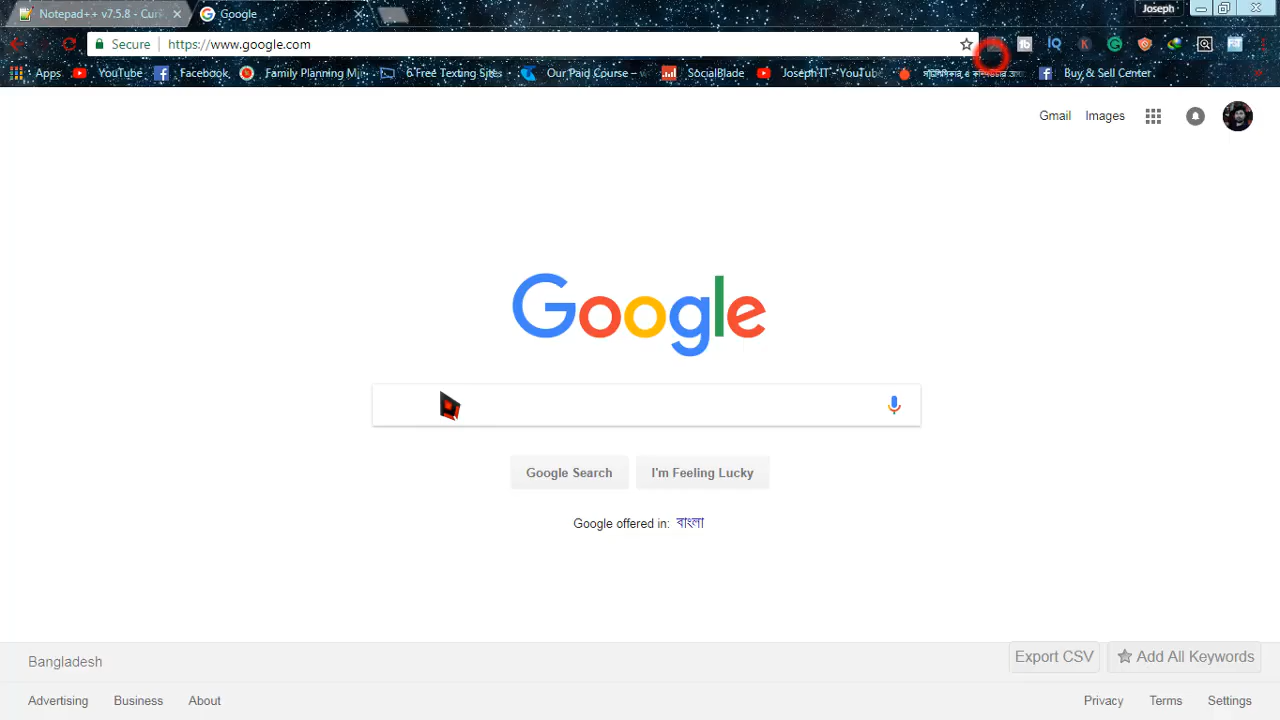 Notepad++ v7.5.8 - Curi
Google
Joseph
Secure
https://www.google.com
Apps
YouTube
Facebook
Family Planning Mi
6 Free Texting Sites
Our Paid Course –
SocialBlade
Joseph IT - YouTub
Buy & Sell Center
Gmail
Images
Google
Google Search
I'm Feeling Lucky
Google offered in: বাংলা
Bangladesh
Export CSV
Add All Keywords
Advertising
Business
About
Privacy
Terms
Settings